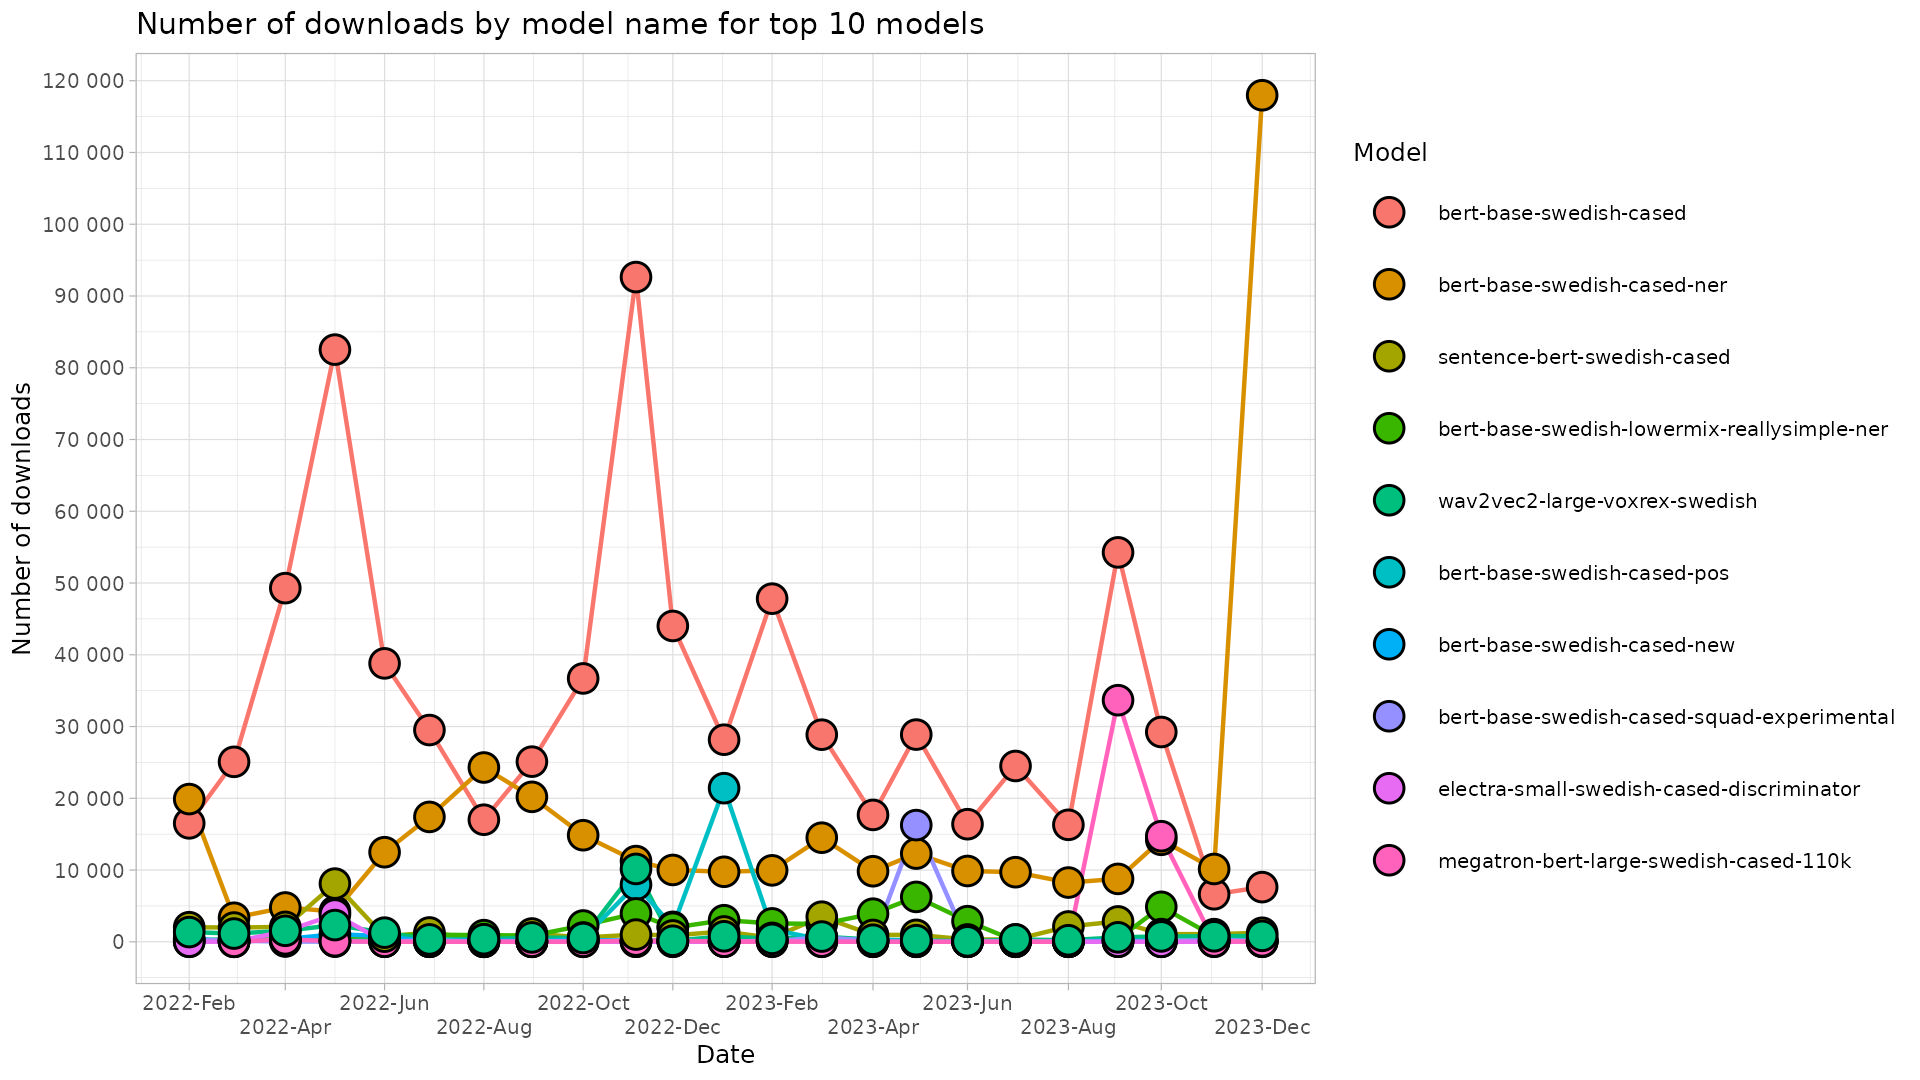 Number of downloads by model name for top 10 models
Number of downloads
120 000
110 000
100 000
90 000
80 000
70 000
60 000
50 000
40 000
30 000
20 000
10 000
0
2022-Feb
2022-Apr
2022-Jun
2022-Aug
2022-Oct
2022-Dec
2023-Feb
2023-Apr
2023-Jun
2023-Aug
2023-Oct
2023-Dec
Date
Model
bert-base-swedish-cased
bert-base-swedish-cased-ner
sentence-bert-swedish-cased
bert-base-swedish-lowermix-reallysimple-ner
wav2vec2-large-voxrex-swedish
bert-base-swedish-cased-pos
bert-base-swedish-cased-new
bert-base-swedish-cased-squad-experimental
electra-small-swedish-cased-discriminator
megatron-bert-large-swedish-cased-110k